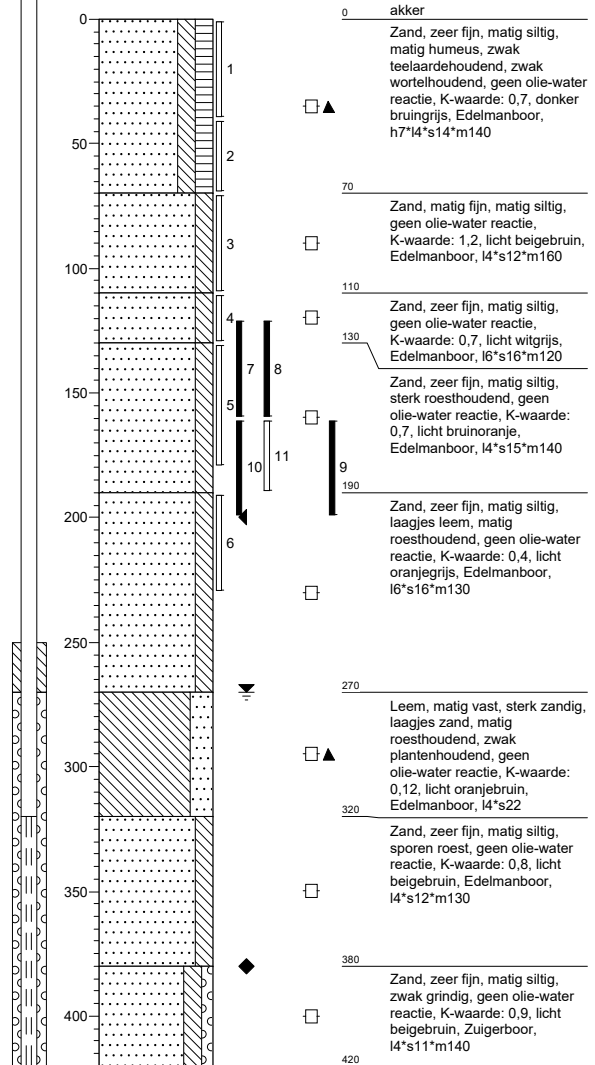 akker
0
0
Zand, zeer fijn, matig siltig,
matig humeus, zwak
teelaardehoudend, zwak
wortelhoudend, geen olie-water
reactie, K-waarde: 0,7, donker
bruingrijs, Edelmanboor,
h7*l4*s14*m140
1
50
2
70
Zand, matig fijn, matig siltig,
geen olie-water reactie,
K-waarde: 1,2, licht beigebruin,
Edelmanboor, l4*s12*m160
3
100
110
Zand, zeer fijn, matig siltig,
geen olie-water reactie,
K-waarde: 0,7, licht witgrijs,
Edelmanboor, l6*s16*m120
4
130
Zand, zeer fijn, matig siltig,
sterk roesthoudend, geen
olie-water reactie, K-waarde:
0,7, licht bruinoranje,
Edelmanboor, l4*s15*m140
7
8
150
5
10
11
9
190
Zand, zeer fijn, matig siltig,
laagjes leem, matig
roesthoudend, geen olie-water
reactie, K-waarde: 0,4, licht
oranjegrijs, Edelmanboor,
l6*s16*m130
200
6
250
270
Leem, matig vast, sterk zandig,
laagjes zand, matig
roesthoudend, zwak
plantenhoudend, geen
olie-water reactie, K-waarde:
0,12, licht oranjebruin,
Edelmanboor, l4*s22
300
320
Zand, zeer fijn, matig siltig,
sporen roest, geen olie-water
reactie, K-waarde: 0,8, licht
beigebruin, Edelmanboor,
l4*s12*m130
350
380
Zand, zeer fijn, matig siltig,
zwak grindig, geen olie-water
reactie, K-waarde: 0,9, licht
beigebruin, Zuigerboor,
l4*s11*m140
400
420